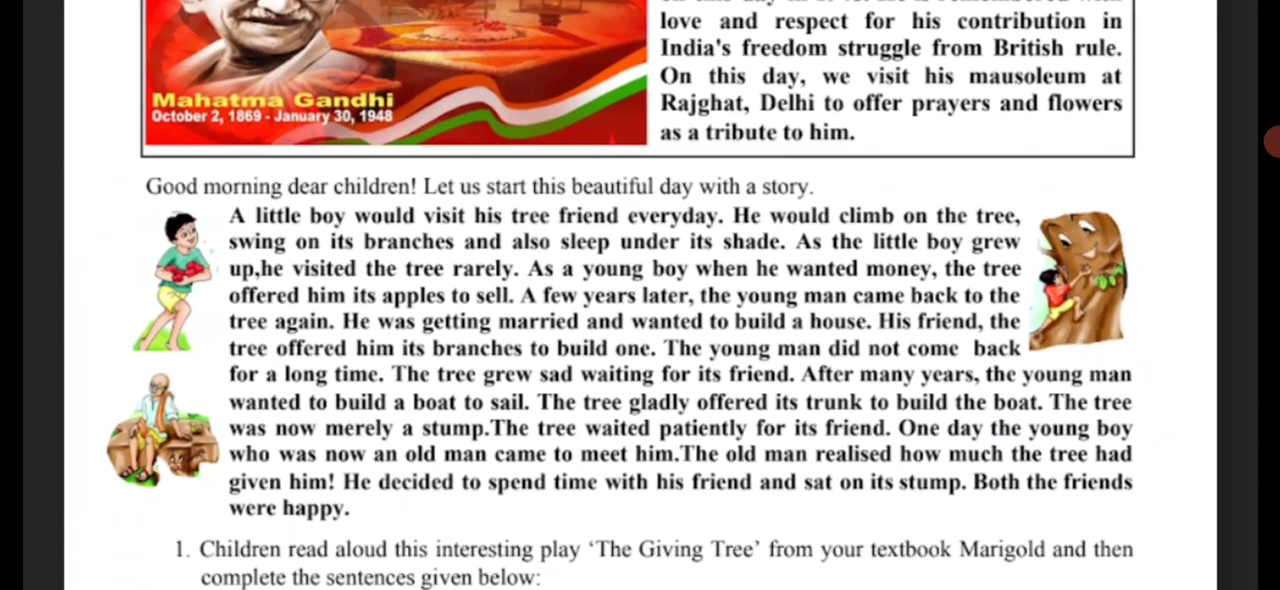 Mahatma Gandhi
October 2, 1869 - January 30, 1948
love and respect for his contribution in
India's freedom struggle from British rule.
On this day, we visit his mausoleum at
Rajghat, Delhi to offer prayers and flowers
as a tribute to him.
Good morning dear children! Let us start this beautiful day with a story.
A little boy would visit his tree friend everyday. He would climb on the tree,
swing on its branches and also sleep under its shade. As the little boy grew
up,he visited the tree rarely. As a young boy when he wanted money, the tree
offered him its apples to sell. A few years later, the young man came back to the
tree again. He was getting married and wanted to build a house. His friend, the
tree offered him its branches to build one. The young man did not come back
for a long time. The tree grew sad waiting for its friend. After many years, the young man
wanted to build a boat to sail. The tree gladly offered its trunk to build the boat. The tree
was now merely a stump.The tree waited patiently for its friend. One day the young boy
who was now an old man came to meet him.The old man realised how much the tree had
given him! He decided to spend time with his friend and sat on its stump. Both the friends
were happy.
1. Children read aloud this interesting play ‘The Giving Tree’ from your textbook Marigold and then
complete the sentences given below: